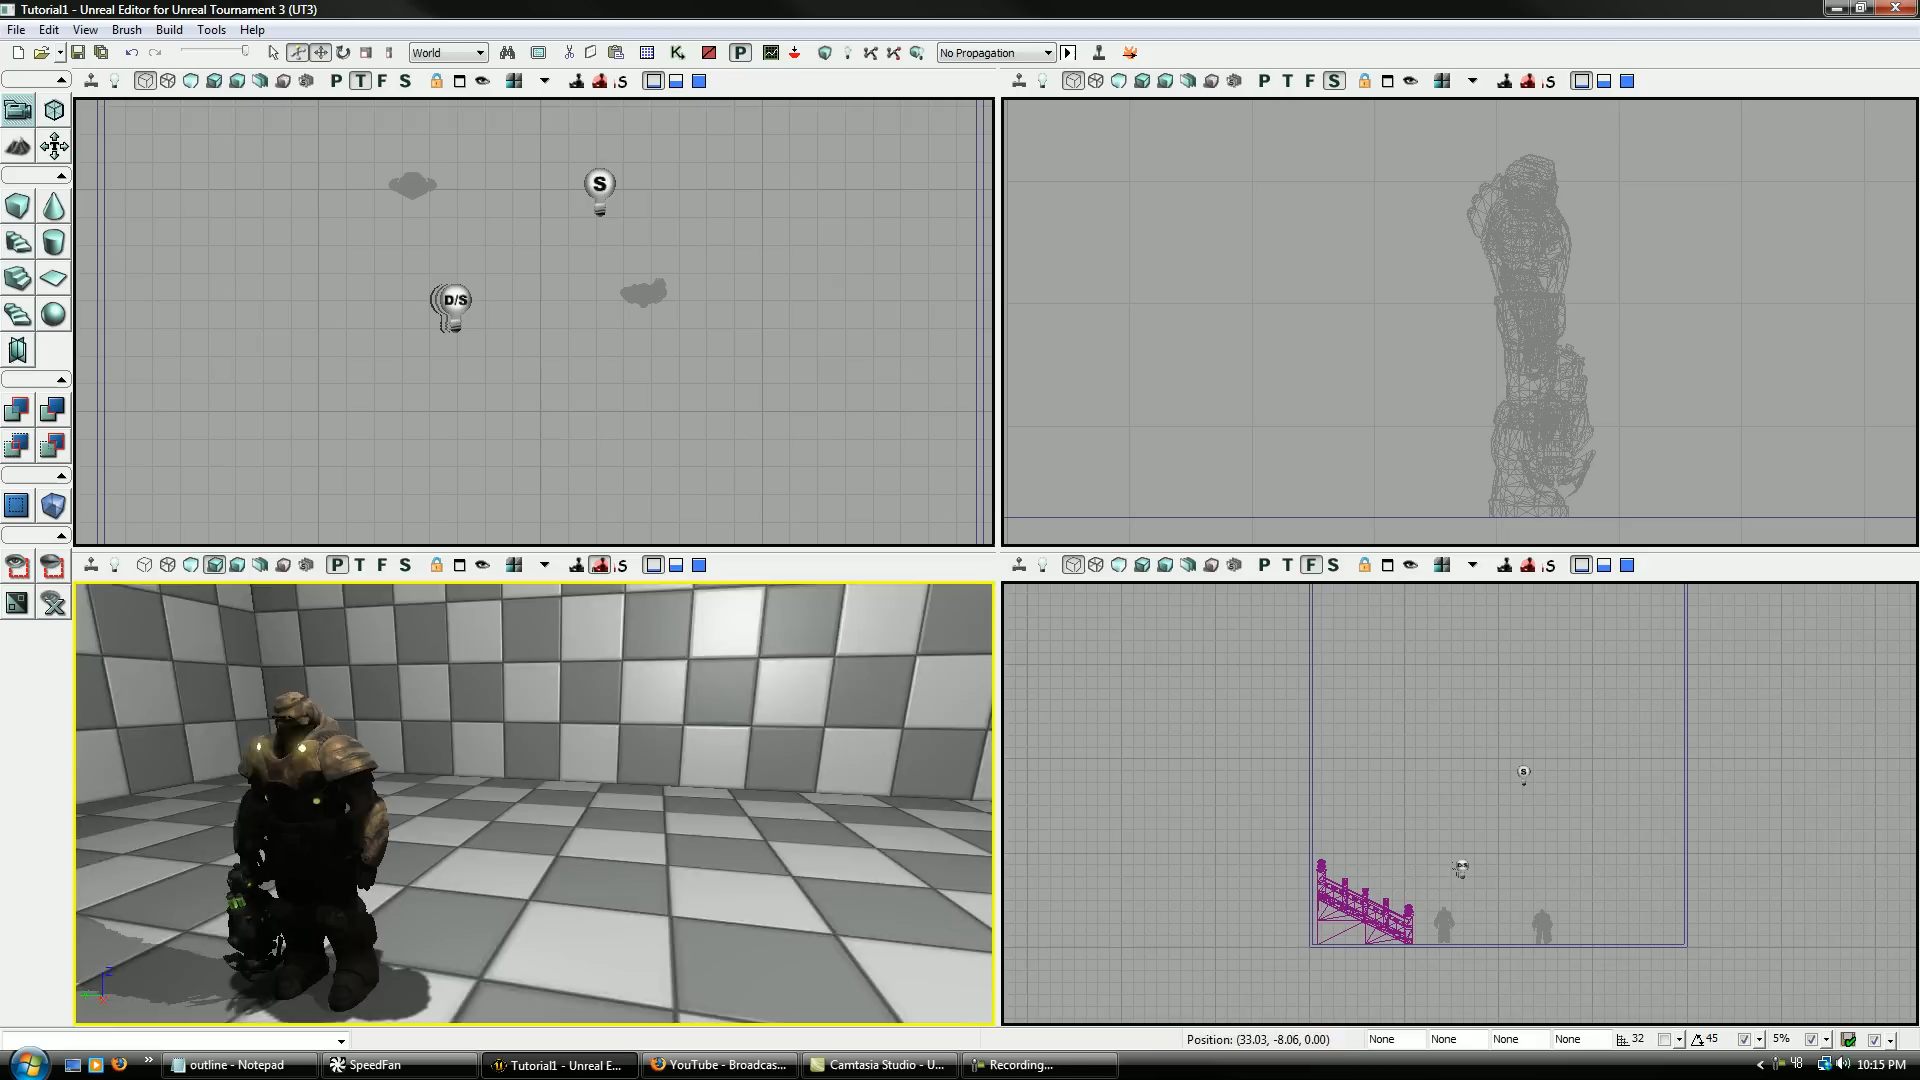 Tutorial1 - Unreal Editor for Unreal Tournament 3 (UT3)
File Edit View Brush Build Tools Help
World
P
No Propagation
P T F S
S
P T F S
S
S
D/S
P T F S
S
P T F S
S
Z
S
D/S
Position: (33.03, -8.06, 0.00)
None
None
None
None
32
45
5%
outline - Notepad
SpeedFan
Tutorial1 - Unreal E...
YouTube - Broadcas...
Camtasia Studio - U...
Recording...
48
10:15 PM